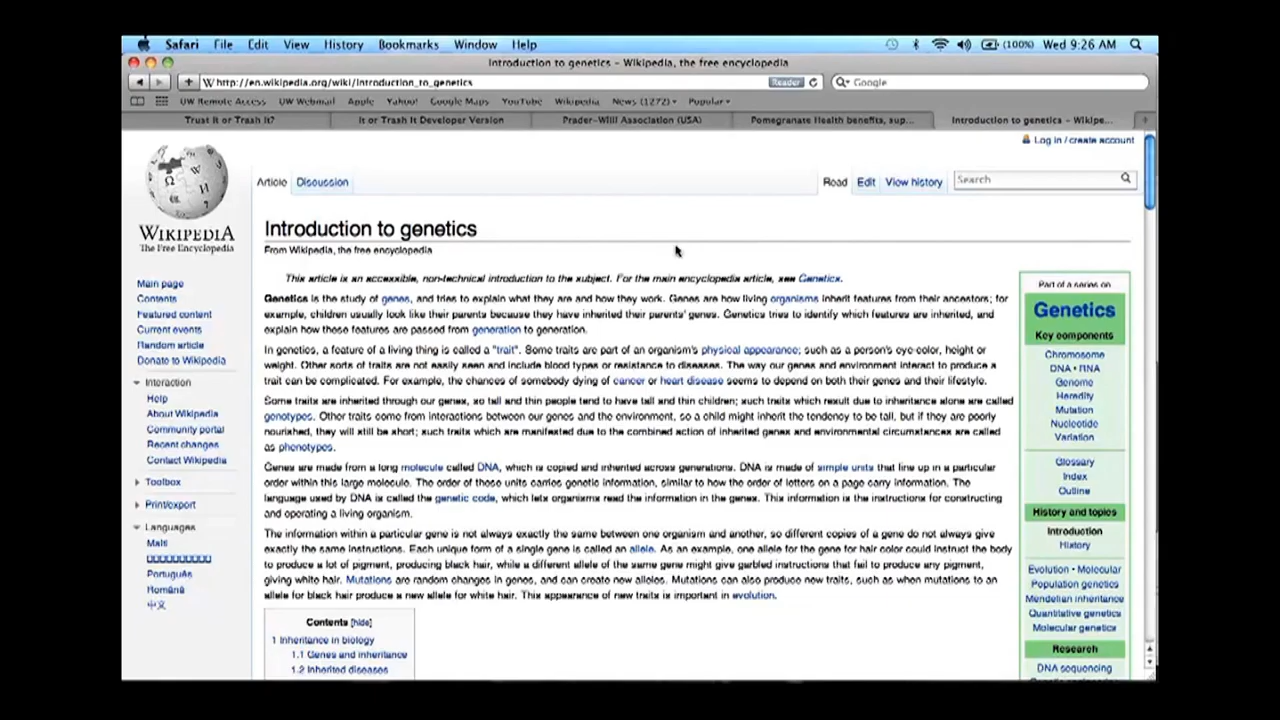 Safari File Edit View History Bookmarks Window Help (100%) Wed 9:26 AM
Introduction to genetics – Wikipedia, the free encyclopedia
http://en.wikipedia.org/wiki/Introduction_to_genetics Reader Google
UW Remote Access UW Webmail Apple Yahoo! Google Maps YouTube Wikipedia News (1272) Popular
Trust It or Trash It? It or Trash It Developer Version Prader-Willi Association (USA) Pomegranate Health benefits, sup... Introduction to genetics – Wikipe...
Log in / create account
Article Discussion Read Edit View history Search
WIKIPEDIA
The Free Encyclopedia
Main page
Contents
Featured content
Current events
Random article
Donate to Wikipedia
Interaction
Help
About Wikipedia
Community portal
Recent changes
Contact Wikipedia
Toolbox
Print/export
Languages
Malti
Português
Română
中文
Introduction to genetics
From Wikipedia, the free encyclopedia
This article is an accessible, non-technical introduction to the subject. For the main encyclopedia article, see Genetics.
Genetics is the study of genes, and tries to explain what they are and how they work. Genes are how living organisms inherit features from their ancestors; for
example, children usually look like their parents because they have inherited their parents' genes. Genetics tries to identify which features are inherited, and
explain how these features are passed from generation to generation.
In genetics, a feature of a living thing is called a "trait". Some traits are part of an organism's physical appearance; such as a person's eye-color, height or
weight. Other sorts of traits are not easily seen and include blood types or resistance to diseases. The way our genes and environment interact to produce a
trait can be complicated. For example, the chances of somebody dying of cancer or heart disease seems to depend on both their genes and their lifestyle.
Some traits are inherited through our genes, so tall and thin people tend to have tall and thin children; such traits which result due to inheritance alone are called
genotypes. Other traits come from interactions between our genes and the environment, so a child might inherit the tendency to be tall, but if they are poorly
nourished, they will still be short; such traits which are manifested due to the combined action of inherited genes and environmental circumstances are called
as phenotypes.
Genes are made from a long molecule called DNA, which is copied and inherited across generations. DNA is made of simple units that line up in a particular
order within this large molecule. The order of these units carries genetic information, similar to how the order of letters on a page carry information. The
language used by DNA is called the genetic code, which lets organisms read the information in the genes. This information is the instructions for constructing
and operating a living organism.
The information within a particular gene is not always exactly the same between one organism and another, so different copies of a gene do not always give
exactly the same instructions. Each unique form of a single gene is called an allele. As an example, one allele for the gene for hair color could instruct the body
to produce a lot of pigment, producing black hair, while a different allele of the same gene might give garbled instructions that fail to produce any pigment,
giving white hair. Mutations are random changes in genes, and can create new alleles. Mutations can also produce new traits, such as when mutations to an
allele for black hair produce a new allele for white hair. This appearance of new traits is important in evolution.
Contents [hide]
1 Inheritance in biology
1.1 Genes and inheritance
1.2 Inherited diseases
Part of a series on
Genetics
Key components
Chromosome
DNA • RNA
Genome
Heredity
Mutation
Nucleotide
Variation
Glossary
Index
Outline
History and topics
Introduction
History
Evolution • Molecular
Population genetics
Mendelian inheritance
Quantitative genetics
Molecular genetics
Research
DNA sequencing